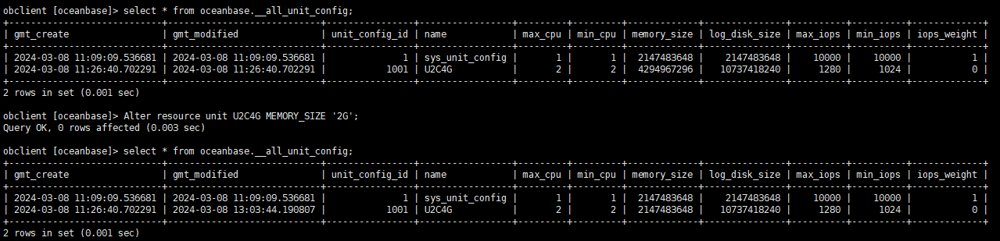 obclient [oceanbase]> select * from oceanbase.__all_unit_config;
+----------------------------+----------------------------+----------------+-----------------+---------+---------+-------------+---------------+----------+----------+-------------+
| gmt_create                 | gmt_modified               | unit_config_id | name            | max_cpu | min_cpu | memory_size | log_disk_size | max_iops | min_iops | iops_weight |
+----------------------------+----------------------------+----------------+-----------------+---------+---------+-------------+---------------+----------+----------+-------------+
| 2024-03-08 11:09:09.536681 | 2024-03-08 11:09:09.536681 |              1 | sys_unit_config |       1 |       1 |  2147483648 |    2147483648 |    10000 |    10000 |           1 |
| 2024-03-08 11:26:40.702291 | 2024-03-08 11:26:40.702291 |           1001 | U2C4G           |       2 |       2 |  4294967296 |   10737418240 |     1280 |     1024 |           0 |
+----------------------------+----------------------------+----------------+-----------------+---------+---------+-------------+---------------+----------+----------+-------------+
2 rows in set (0.001 sec)

obclient [oceanbase]> Alter resource unit U2C4G MEMORY_SIZE '2G';
Query OK, 0 rows affected (0.003 sec)

obclient [oceanbase]> select * from oceanbase.__all_unit_config;
+----------------------------+----------------------------+----------------+-----------------+---------+---------+-------------+---------------+----------+----------+-------------+
| gmt_create                 | gmt_modified               | unit_config_id | name            | max_cpu | min_cpu | memory_size | log_disk_size | max_iops | min_iops | iops_weight |
+----------------------------+----------------------------+----------------+-----------------+---------+---------+-------------+---------------+----------+----------+-------------+
| 2024-03-08 11:09:09.536681 | 2024-03-08 11:09:09.536681 |              1 | sys_unit_config |       1 |       1 |  2147483648 |    2147483648 |    10000 |    10000 |           1 |
| 2024-03-08 11:26:40.702291 | 2024-03-08 13:03:44.190807 |           1001 | U2C4G           |       2 |       2 |  2147483648 |   10737418240 |     1280 |     1024 |           0 |
+----------------------------+----------------------------+----------------+-----------------+---------+---------+-------------+---------------+----------+----------+-------------+
2 rows in set (0.001 sec)